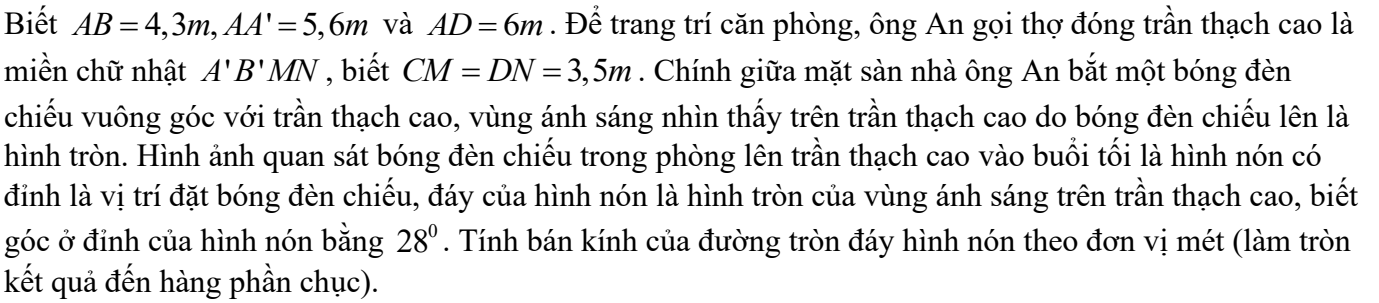 Biết AB = 4,3m, AA' = 5,6m và AD = 6m. Để trang trí căn phòng, ông An gọi thợ đóng trần thạch cao là
miền chữ nhật A'B'MN, biết CM = DN = 3,5m. Chính giữa mặt sàn nhà ông An bắt một bóng đèn
chiếu vuông góc với trần thạch cao, vùng ánh sáng nhìn thấy trên trần thạch cao do bóng đèn chiếu lên là
hình tròn. Hình ảnh quan sát bóng đèn chiếu trong phòng lên trần thạch cao vào buổi tối là hình nón có
đỉnh là vị trí đặt bóng đèn chiếu, đáy của hình nón là hình tròn của vùng ánh sáng trên trần thạch cao, biết
góc ở đỉnh của hình nón bằng 28⁰. Tính bán kính của đường tròn đáy hình nón theo đơn vị mét (làm tròn
kết quả đến hàng phần chục).